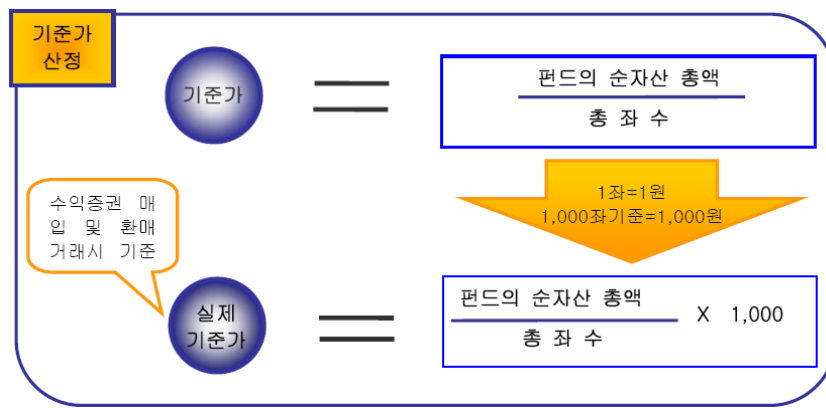 기준가
산정
기준가
펀드의 순자산 총액
총 좌 수
1좌=1원
1,000좌기준=1,000원
수익증권 매
입 및 환매
거래시 기준
실제
기준가
펀드의 순자산 총액
총 좌 수
X 1,000